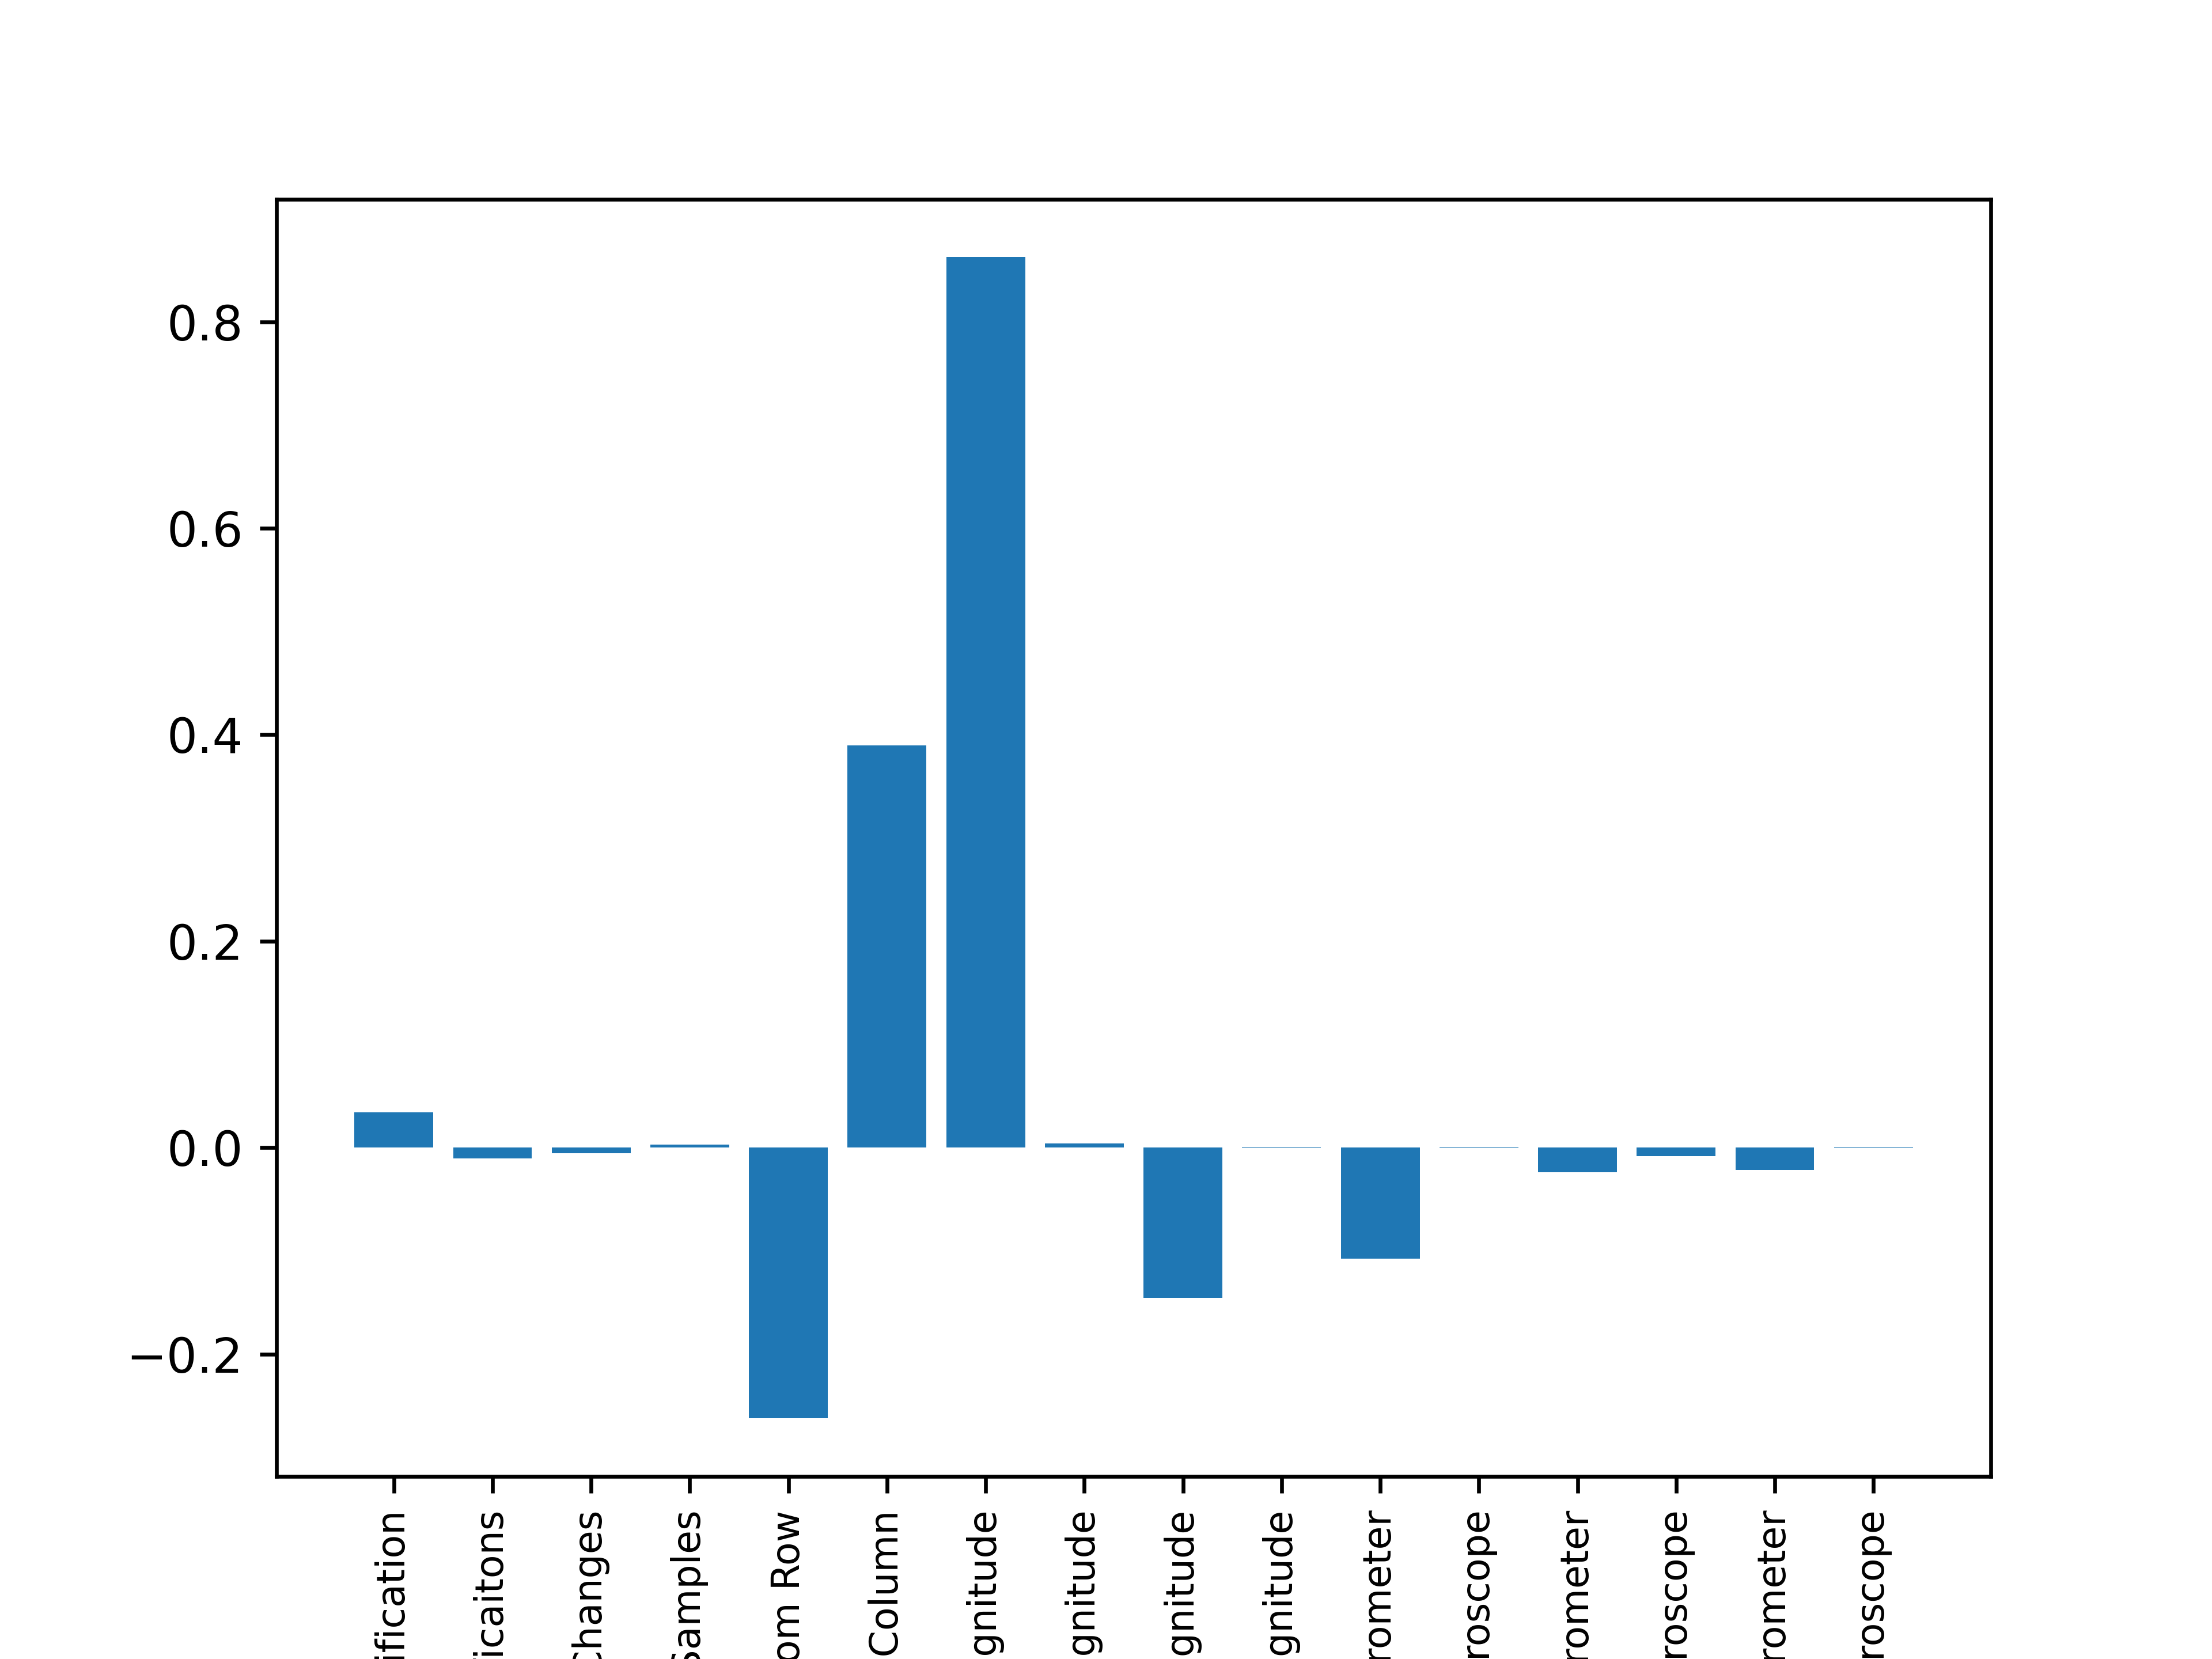 0.8
0.6
0.4
0.2
0.0
−0.2
ification
icaitons
hanges
Samples
om Row
Column
gnitude
gnitude
gnitude
gnitude
rometer
roscope
rometer
roscope
rometer
roscope